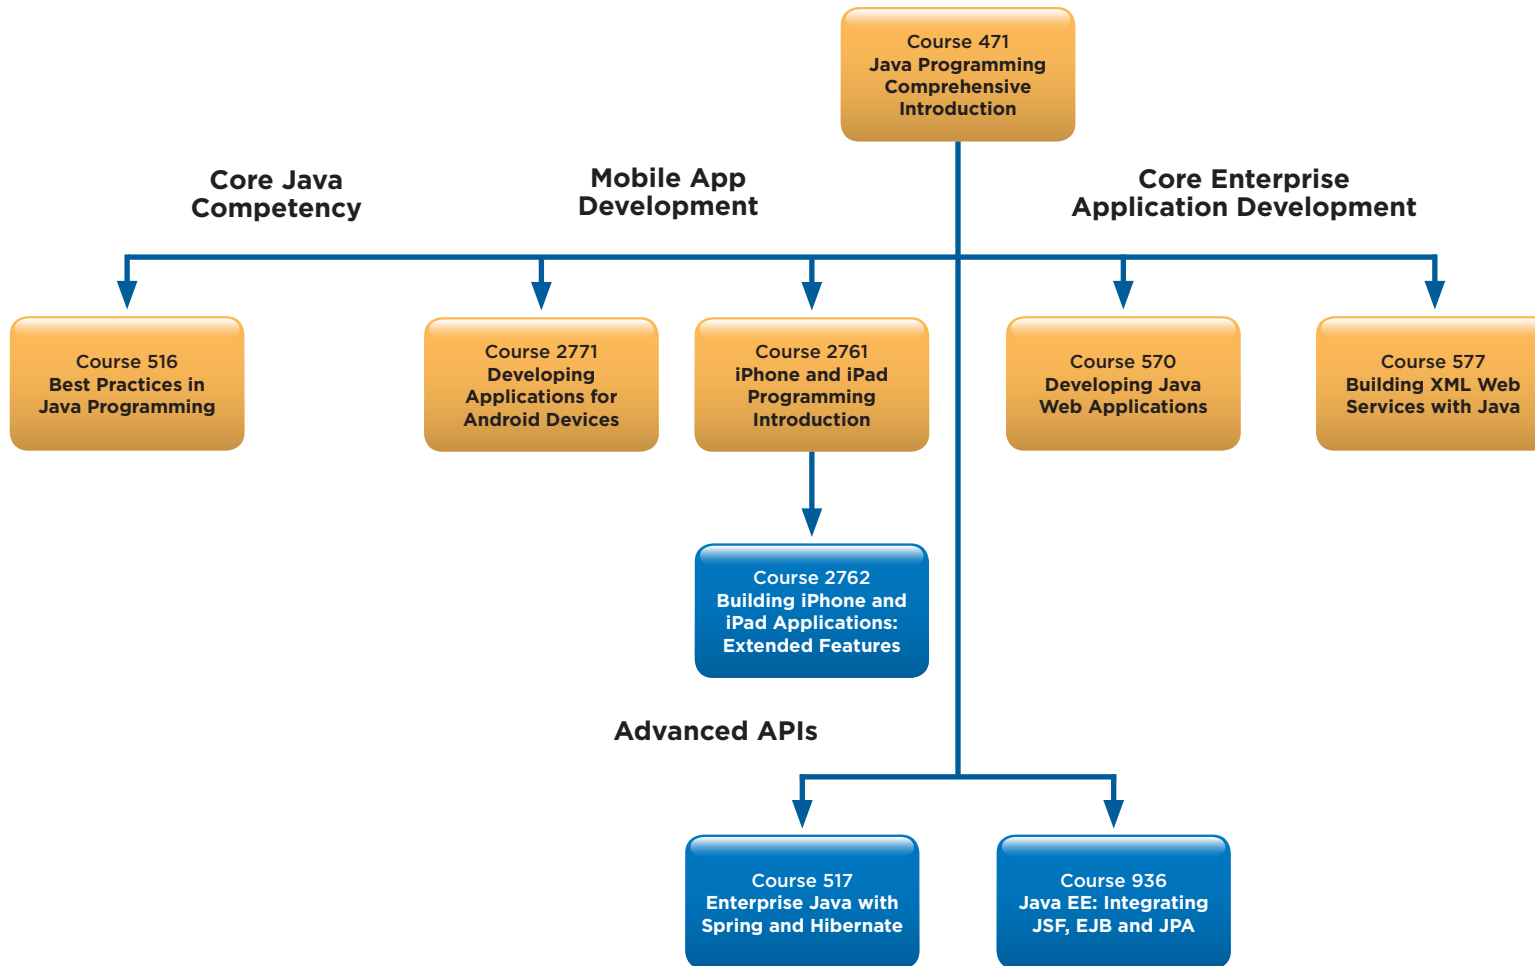 Course 471
Java Programming
Comprehensive
Introduction
Core Java
Competency
Mobile App
Development
Core Enterprise
Application Development
Course 516
Best Practices in
Java Programming
Course 2771
Developing
Applications for
Android Devices
Course 2761
iPhone and iPad
Programming
Introduction
Course 570
Developing Java
Web Applications
Course 577
Building XML Web
Services with Java
Course 2762
Building iPhone and
iPad Applications:
Extended Features
Advanced APIs
Course 517
Enterprise Java with
Spring and Hibernate
Course 936
Java EE: Integrating
JSF, EJB and JPA